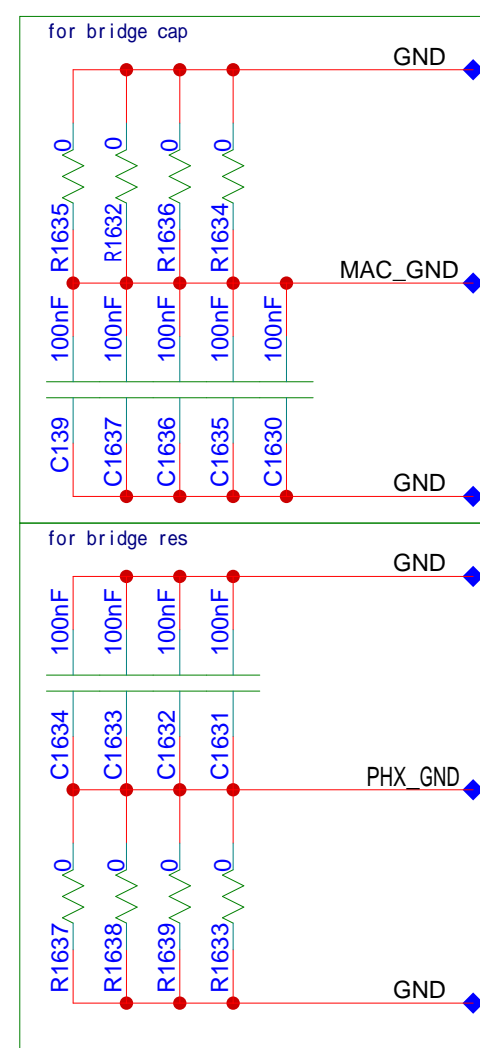 for bridge cap
GND
0
0
0
0
R1635
R1632
R1636
R1634
MAC_GND
100nF
100nF
100nF
100nF
100nF
C139
C1637
C1636
C1635
C1630
GND
for bridge res
GND
100nF
100nF
100nF
100nF
C1634
C1633
C1632
C1631
PHX_GND
0
0
0
0
R1637
R1638
R1639
R1633
GND